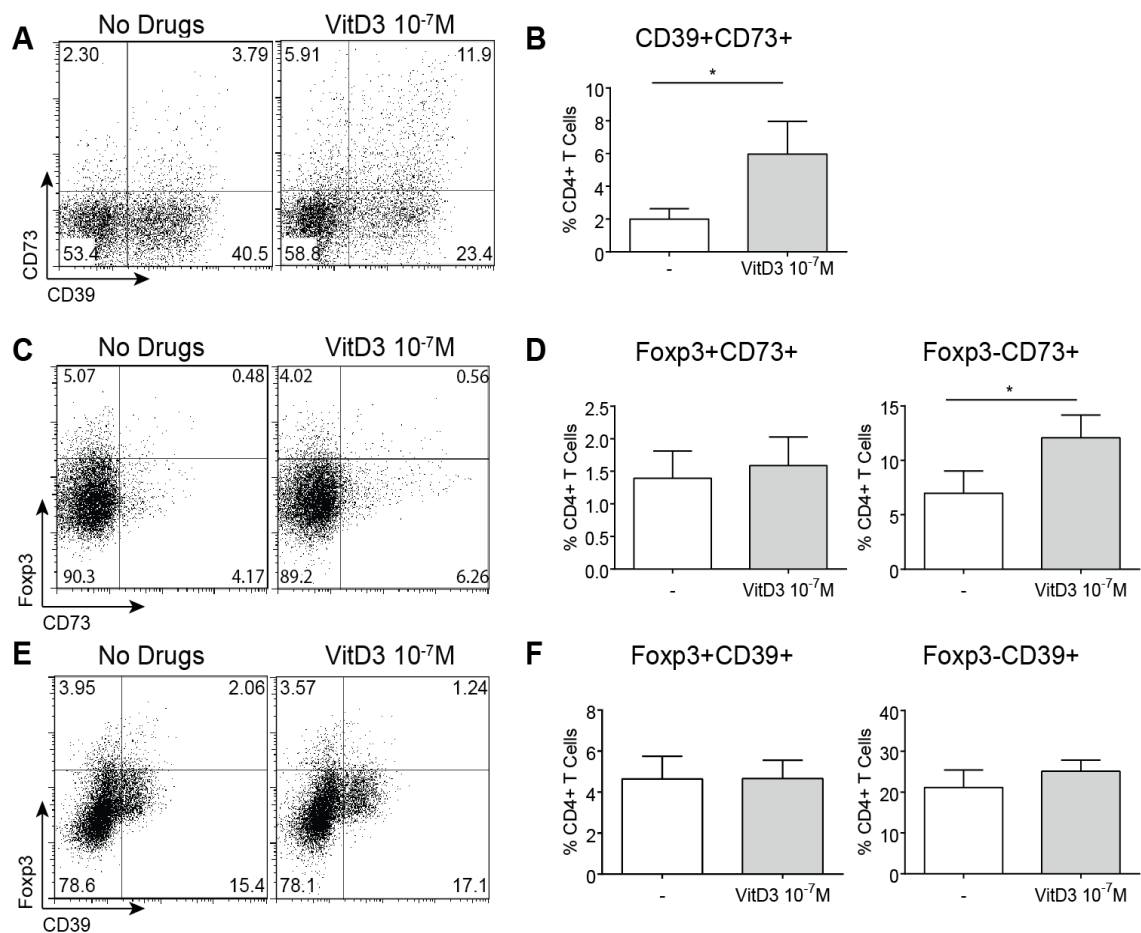 A
No Drugs
VitD3 10⁻⁷M
2.30
3.79
5.91
11.9
53.4
40.5
58.8
23.4
CD73
CD39
B
CD39+CD73+
*
% CD4+ T Cells
10
8
6
4
2
0
-
VitD3 10⁻⁷M
C
No Drugs
VitD3 10⁻⁷M
5.07
0.48
4.02
0.56
90.3
4.17
89.2
6.26
Foxp3
CD73
D
Foxp3+CD73+
% CD4+ T Cells
2.5
2.0
1.5
1.0
0.5
0.0
-
VitD3 10⁻⁷M
Foxp3-CD73+
*
% CD4+ T Cells
15
10
5
0
-
VitD3 10⁻⁷M
E
No Drugs
VitD3 10⁻⁷M
3.95
2.06
3.57
1.24
78.6
15.4
78.1
17.1
Foxp3
CD39
F
Foxp3+CD39+
% CD4+ T Cells
8
6
4
2
0
-
VitD3 10⁻⁷M
Foxp3-CD39+
% CD4+ T Cells
40
30
20
10
0
-
VitD3 10⁻⁷M